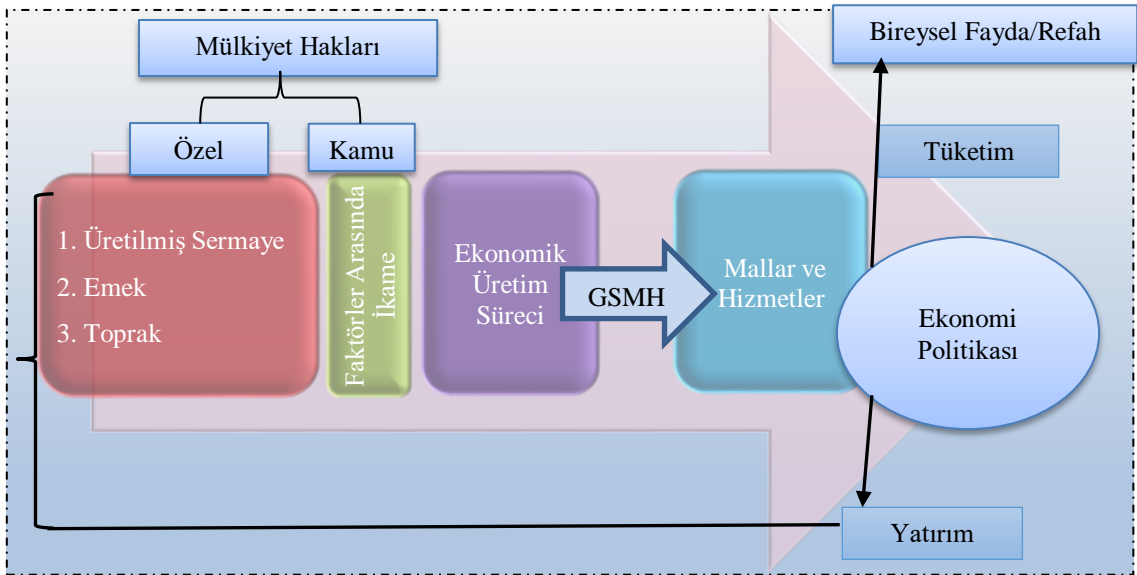 Mülkiyet Hakları
Bireysel Fayda/Refah
Özel
Kamu
Tüketim
1. Üretilmiş Sermaye
2. Emek
3. Toprak
Faktörler Arasında
İkame
Ekonomik
Üretim
Süreci
GSMH
Mallar ve
Hizmetler
Ekonomi
Politikası
Yatırım